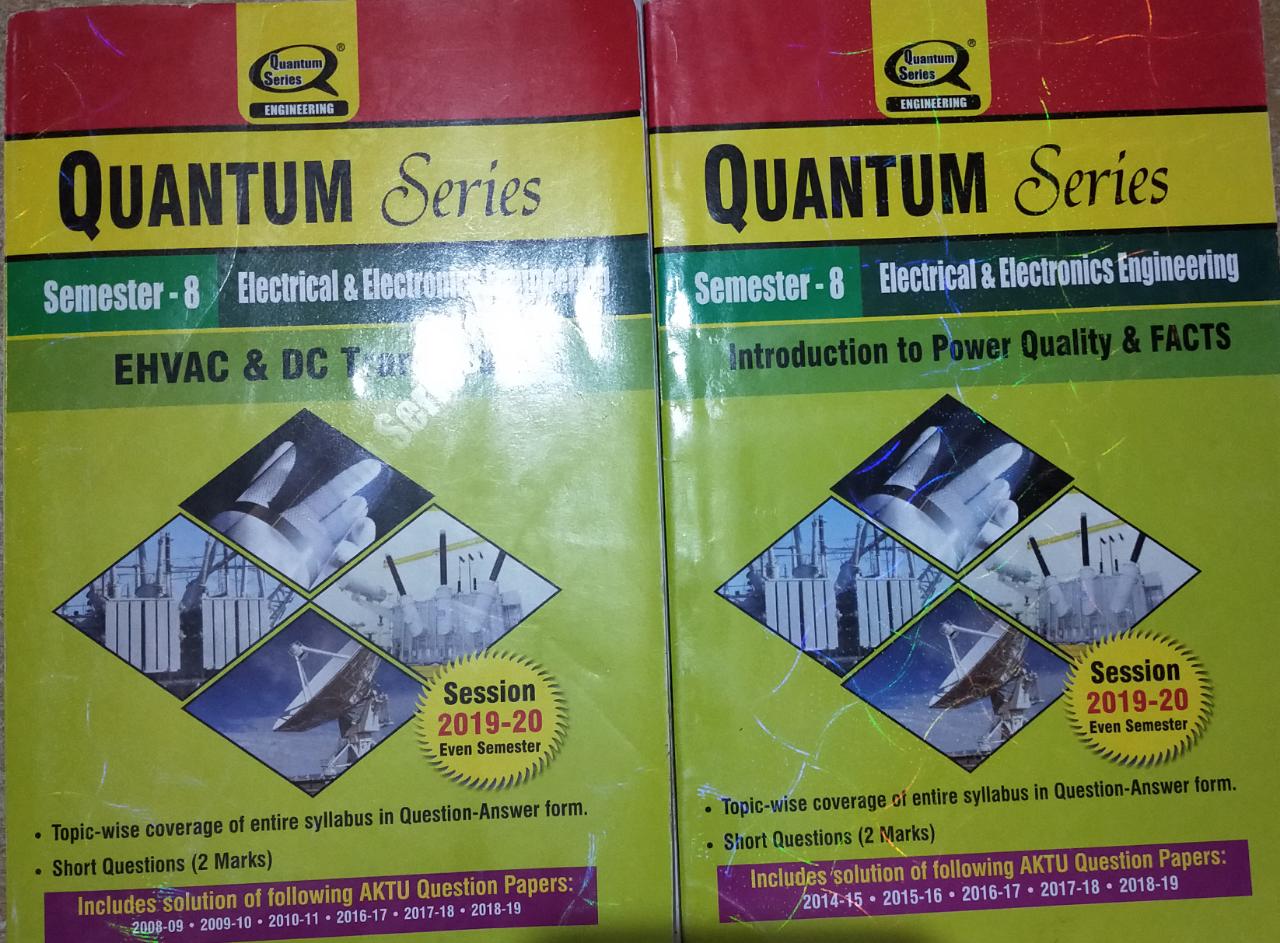 Quantum
Series
®
ENGINEERING
QUANTUM Series
Semester - 8
Electrical & Electronics Engineering
EHVAC & DC
Session
2019-20
Even Semester
• Topic-wise coverage of entire syllabus in Question-Answer form.
• Short Questions (2 Marks)
Includes solution of following AKTU Question Papers:
2008-09 • 2009-10 • 2010-11 • 2016-17 • 2017-18 • 2018-19
Quantum
Series
®
ENGINEERING
QUANTUM Series
Semester - 8
Electrical & Electronics Engineering
Introduction to Power Quality & FACTS
Session
2019-20
Even Semester
• Topic-wise coverage of entire syllabus in Question-Answer form.
• Short Questions (2 Marks)
Includes solution of following AKTU Question Papers:
2014-15 • 2015-16 • 2016-17 • 2017-18 • 2018-19